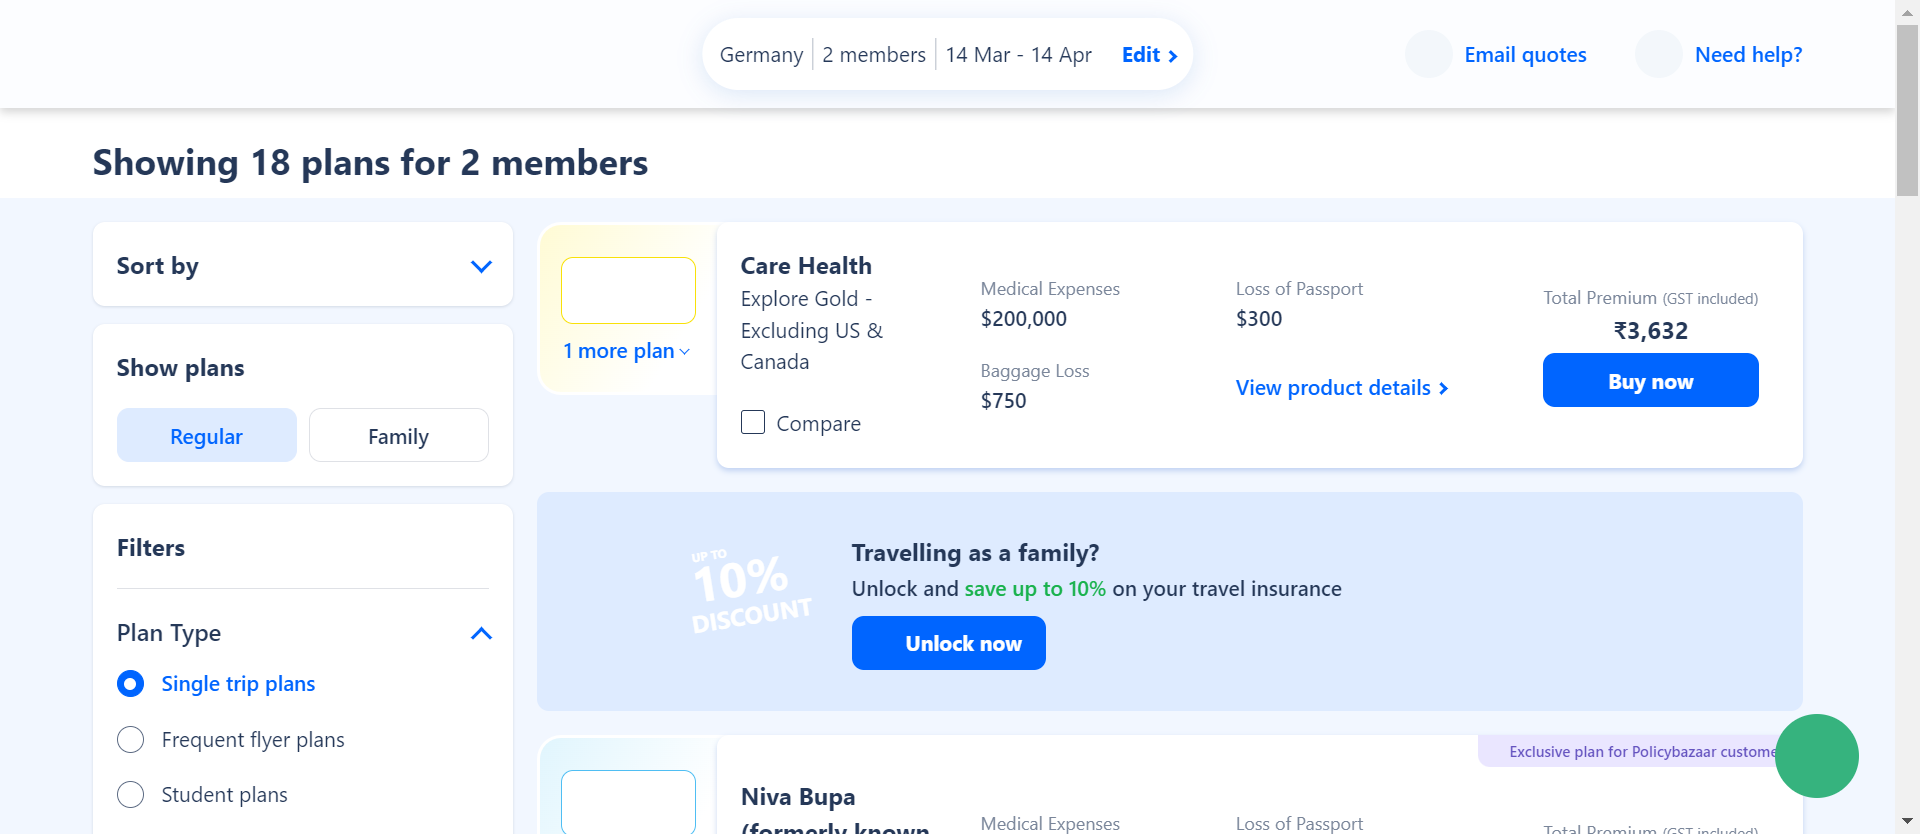 Germany 2 members 14 Mar - 14 Apr Edit
Email quotes
Need help?
Showing 18 plans for 2 members
Sort by
Show plans
Regular
Family
Filters
Plan Type
Single trip plans
Frequent flyer plans
Student plans
1 more plan
Care Health
Explore Gold -
Excluding US &
Canada
Compare
Medical Expenses
$200,000
Baggage Loss
$750
Loss of Passport
$300
View product details
Total Premium (GST included)
₹3,632
Buy now
UP TO
10%
DISCOUNT
Travelling as a family?
Unlock and save up to 10% on your travel insurance
Unlock now
Exclusive plan for Policybazaar custome
Niva Bupa
(formerly known
Medical Expenses
Loss of Passport
Total Premium (GST included)